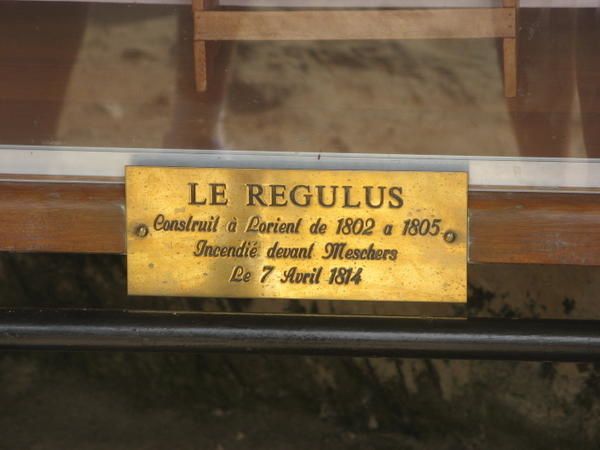 LE REGULUS
Construit à Lorient de 1802 a 1805
Incendié devant Meschers
Le 7 Avril 1814